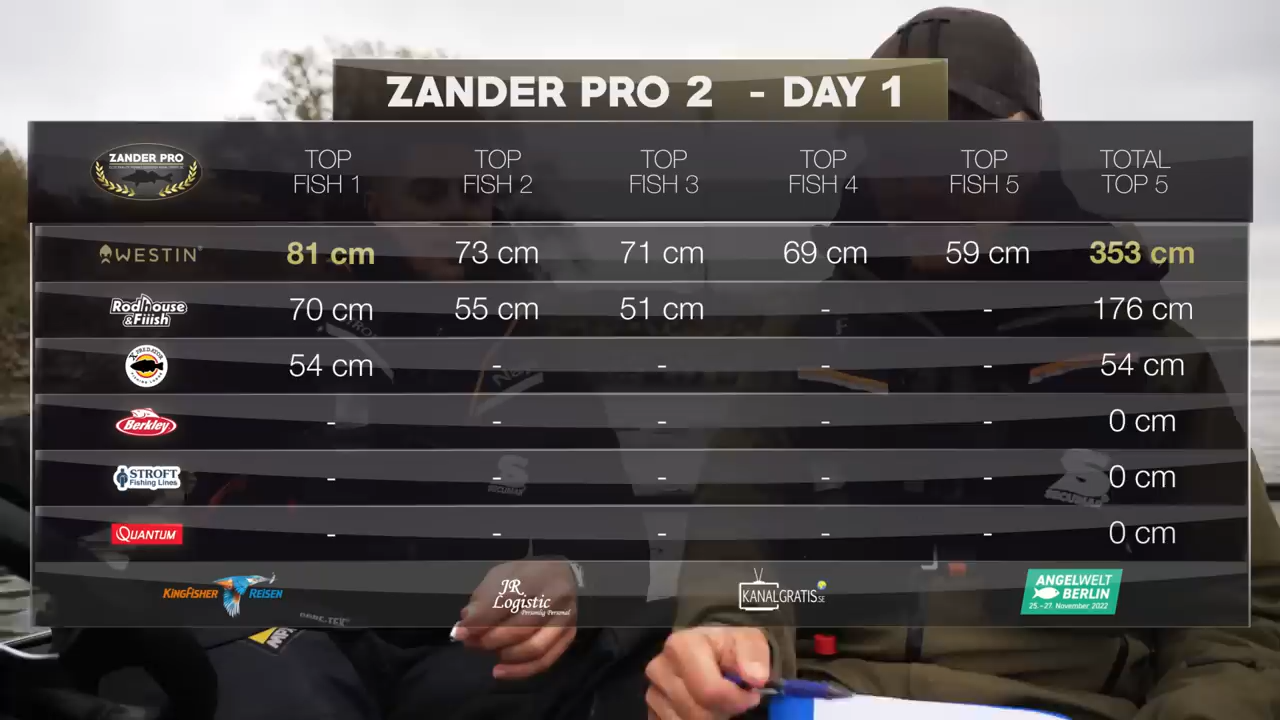 ZANDER PRO 2 - DAY 1
ZANDER PRO
TOP FISH 1
TOP FISH 2
TOP FISH 3
TOP FISH 4
TOP FISH 5
TOTAL TOP 5
WESTIN 81 cm 73 cm 71 cm 69 cm 59 cm 353 cm
Rodhouse &Fiiish 70 cm 55 cm 51 cm - - 176 cm
PREDATOR 54 cm - - - - 54 cm
Berkley - - - - - 0 cm
STROFT Fishing Lines - - - - - 0 cm
QUANTUM - - - - - 0 cm
KINGFISHER REISEN
JR Logistic
Personlig Personal
KANALGRATIS.SE
ANGELWELT
BERLIN
25.-27. November 2022